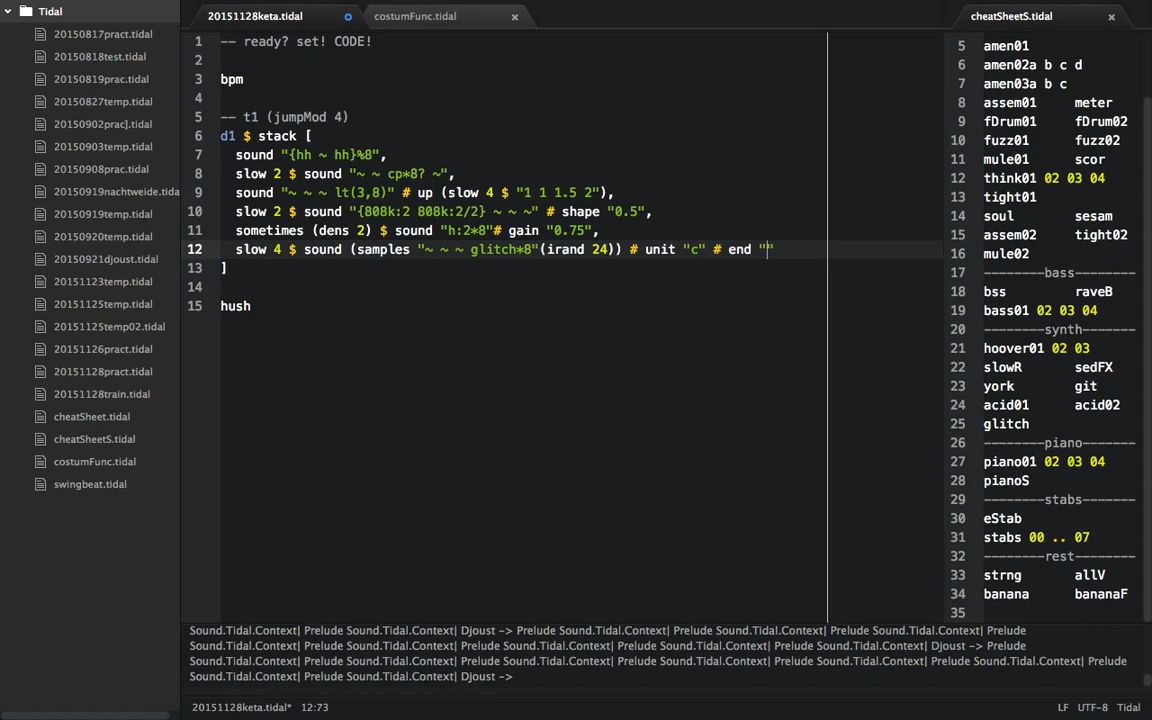 Tidal
20150817pract.tidal
20150818test.tidal
20150819prac.tidal
20150827temp.tidal
20150902prac].tidal
20150903temp.tidal
20150908prac.tidal
20150919nachtweide.tida
20150919temp.tidal
20150920temp.tidal
20150921djoust.tidal
20151123temp.tidal
20151125temp.tidal
20151125temp02.tidal
20151126pract.tidal
20151128pract.tidal
20151128train.tidal
cheatSheet.tidal
cheatSheetS.tidal
costumFunc.tidal
swingbeat.tidal
20151128keta.tidal
costumFunc.tidal
1 -- ready? set! CODE!
2
3 bpm
4
5 -- t1 (jumpMod 4)
6 d1 $ stack [
7 sound "{hh ~ hh}%8",
8 slow 2 $ sound "~ ~ cp*8? ~",
9 sound "~ ~ ~ lt(3,8)" # up (slow 4 $ "1 1 1.5 2"),
10 slow 2 $ sound "{808k:2 808k:2/2} ~ ~ ~" # shape "0.5",
11 sometimes (dens 2) $ sound "h:2*8"# gain "0.75",
12 slow 4 $ sound (samples "~ ~ ~ glitch*8"(irand 24)) # unit "c" # end ""
13 ]
14
15 hush
cheatSheetS.tidal
5 amen01
6 amen02a b c d
7 amen03a b c
8 assem01 meter
9 fDrum01 fDrum02
10 fuzz01 fuzz02
11 mule01 scor
12 think01 02 03 04
13 tight01
14 soul sesam
15 assem02 tight02
16 mule02
17 ------bass------
18 bss raveB
19 bass01 02 03 04
20 --------synth-------
21 hoover01 02 03
22 slowR sedFX
23 york git
24 acid01 acid02
25 glitch
26 --------piano-------
27 piano01 02 03 04
28 pianoS
29 --------stabs-------
30 eStab
31 stabs 00 .. 07
32 --------rest--------
33 strng allV
34 banana bananaF
35
Sound.Tidal.Context| Prelude Sound.Tidal.Context| Djoust -> Prelude Sound.Tidal.Context| Prelude Sound.Tidal.Context| Prelude Sound.Tidal.Context| Prelude
Sound.Tidal.Context| Prelude Sound.Tidal.Context| Prelude Sound.Tidal.Context| Prelude Sound.Tidal.Context| Prelude Sound.Tidal.Context| Djoust -> Prelude
Sound.Tidal.Context| Prelude Sound.Tidal.Context| Prelude Sound.Tidal.Context| Prelude Sound.Tidal.Context| Prelude Sound.Tidal.Context| Prelude Sound.Tidal.Context| Prelude
Sound.Tidal.Context| Djoust ->
20151128keta.tidal* 12:73
LF UTF-8 Tidal